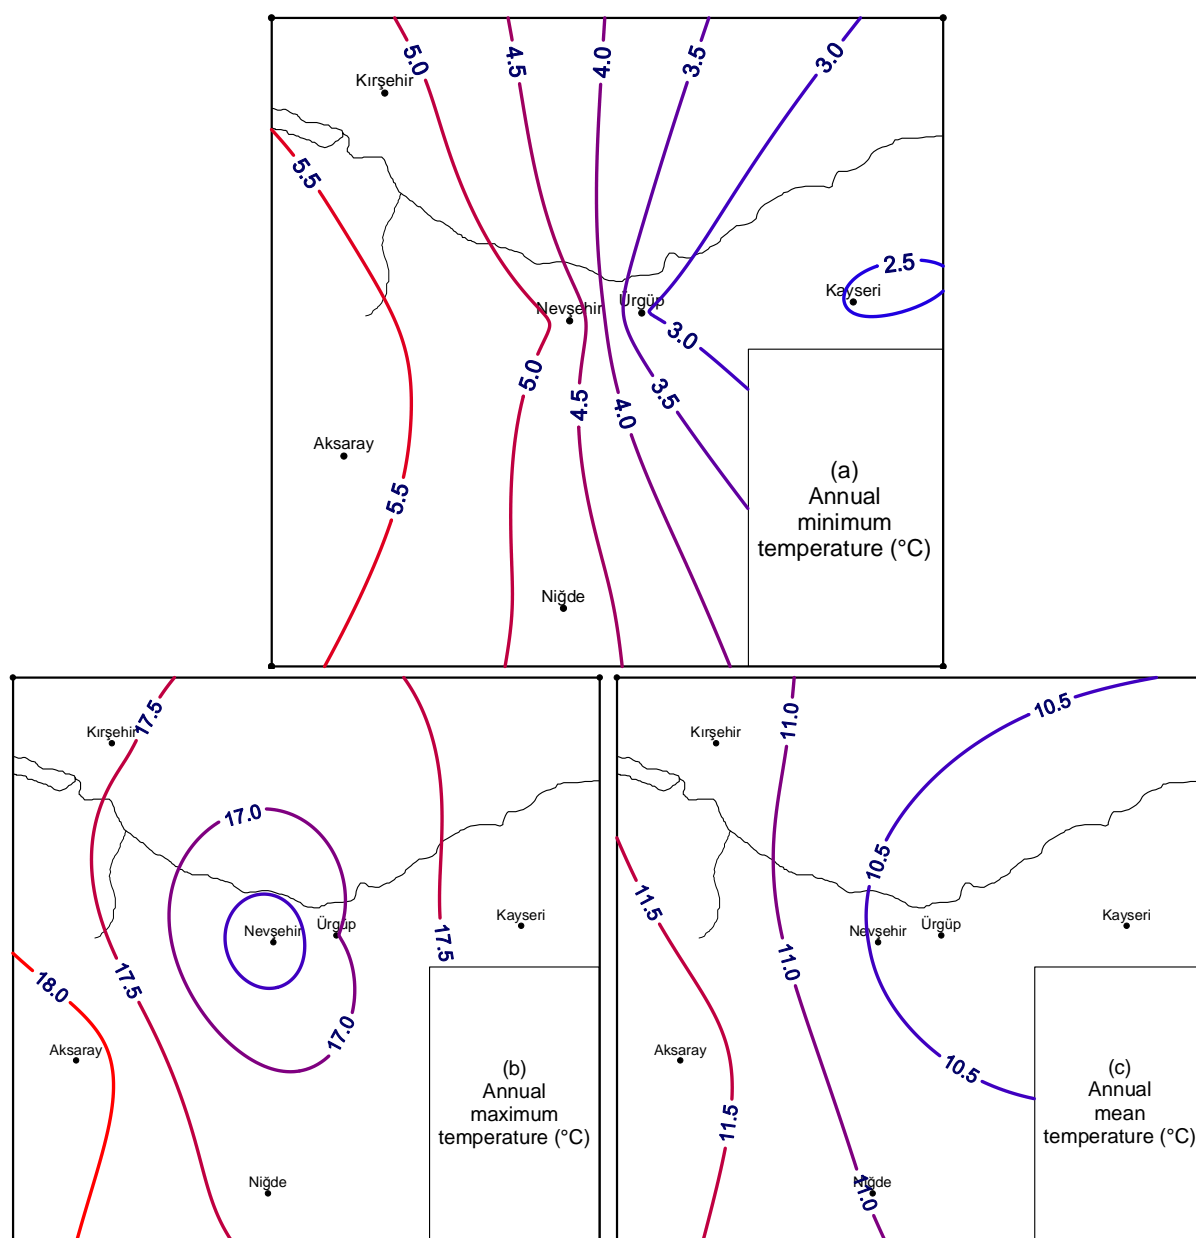 5.0
4.5
4.0
3.5
3.0
Kırşehir
5.5
2.5
Kayseri
Nevşehir
Ürgüp
3.0
5.0
3.5
4.5
4.0
Aksaray
5.5
(a)
Annual
minimum
temperature (°C)
Niğde
17.5
Kırşehir
17.0
Kayseri
Nevşehir
Ürgüp
17.5
17.5
18.0
17.0
Aksaray
(b)
Annual
maximum
temperature (°C)
Niğde
11.0
10.5
Kırşehir
10.5
11.5
Kayseri
Nevşehir
Ürgüp
11.0
Aksaray
10.5
11.5
(c)
Annual
mean
temperature (°C)
Niğde
11.0